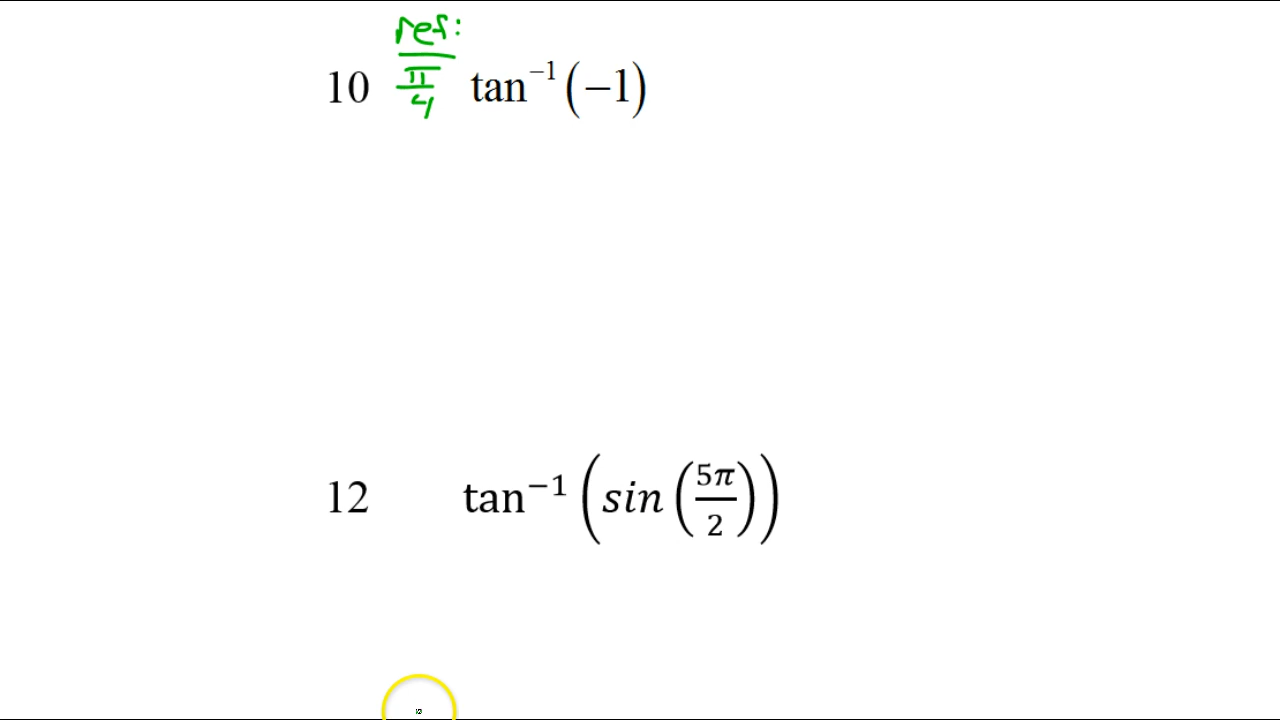 ref:
10 π/4 tan⁻¹(−1)
12 tan⁻¹(sin(5π/2))